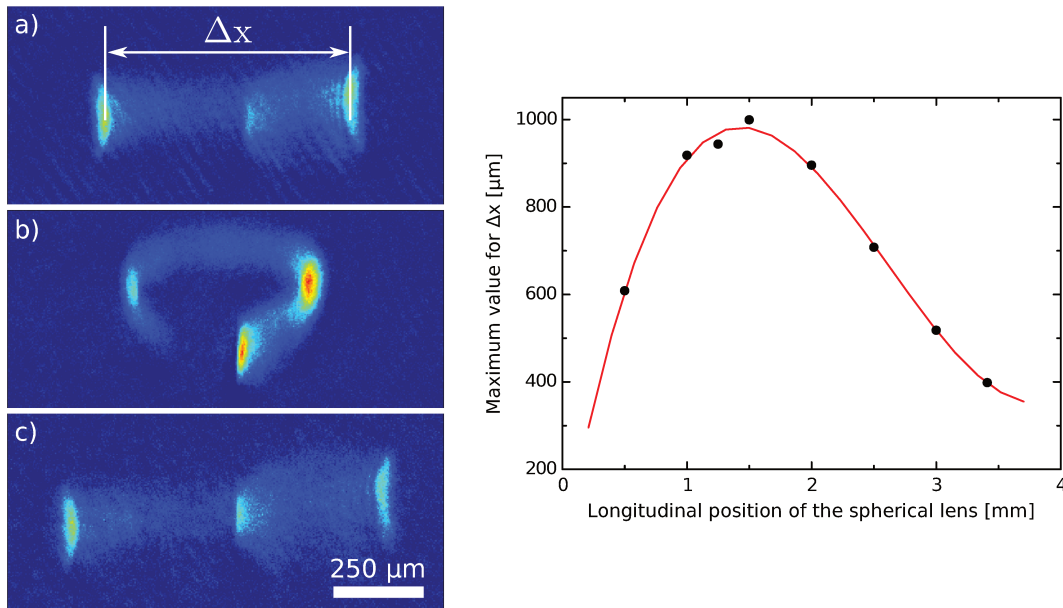 a)
Δx
b)
c)
250 μm
Maximum value for Δx [μm]
1000
800
600
400
200
0
1
2
3
4
Longitudinal position of the spherical lens [mm]